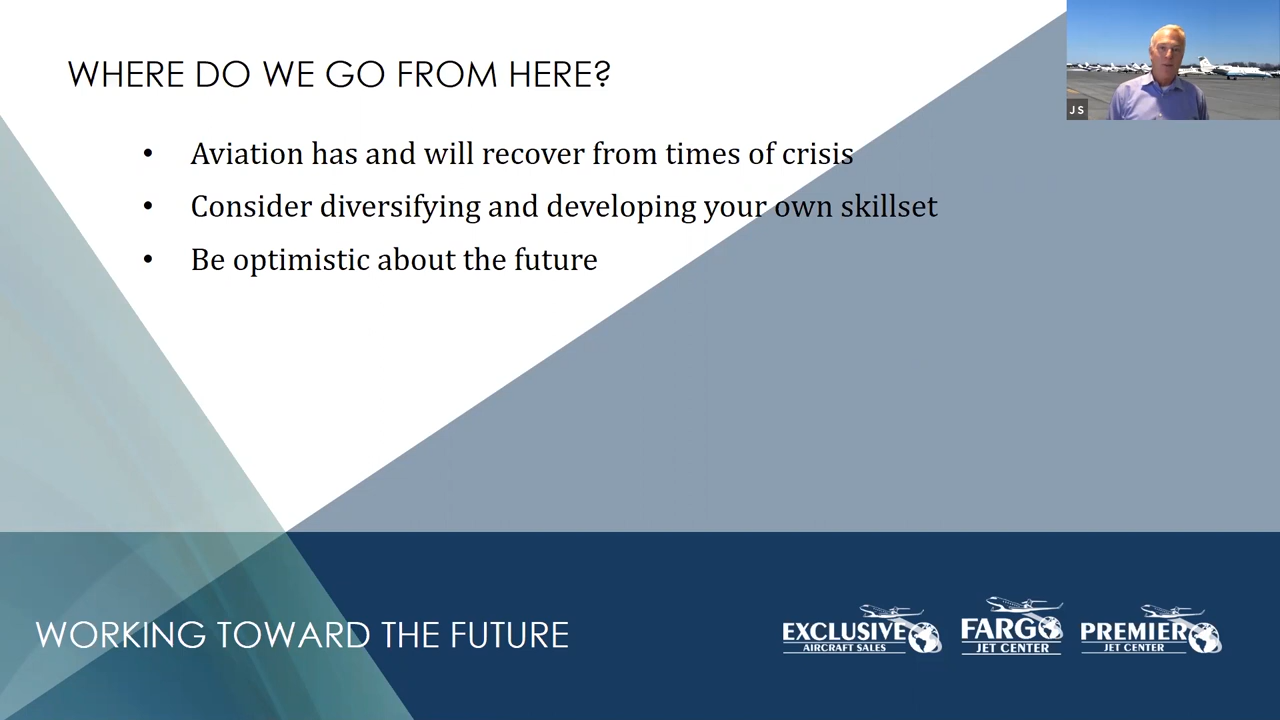 WHERE DO WE GO FROM HERE?
JS
• Aviation has and will recover from times of crisis
• Consider diversifying and developing your own skillset
• Be optimistic about the future
WORKING TOWARD THE FUTURE
EXCLUSIVE
AIRCRAFT SALES
FARGO
JET CENTER
PREMIER
JET CENTER